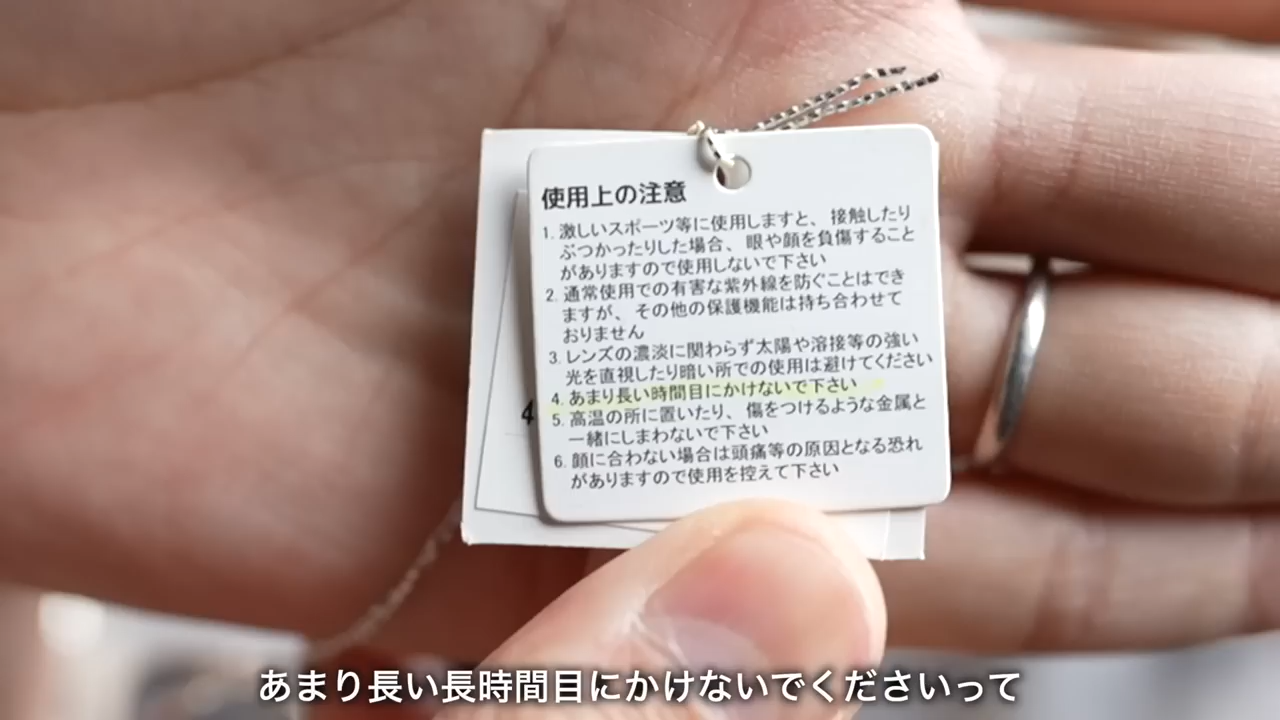 使用上の注意
1. 激しいスポーツ等に使用しますと、接触したり
ぶつかったりした場合、眼や顔を負傷すること
がありますので使用しないで下さい
2. 通常使用での有害な紫外線を防ぐことはでき
ますが、その他の保護機能は持ち合わせて
おりません
3. レンズの濃淡に関わらず太陽や溶接等の強い
光を直視したり暗い所での使用は避けてください
4. あまり長い時間目にかけないで下さい
5. 高温の所に置いたり、傷をつけるような金属と
一緒にしまわないで下さい
6. 顔に合わない場合は頭痛等の原因となる恐れ
がありますので使用を控えて下さい
4
あまり長い長時間目にかけないでくださいって